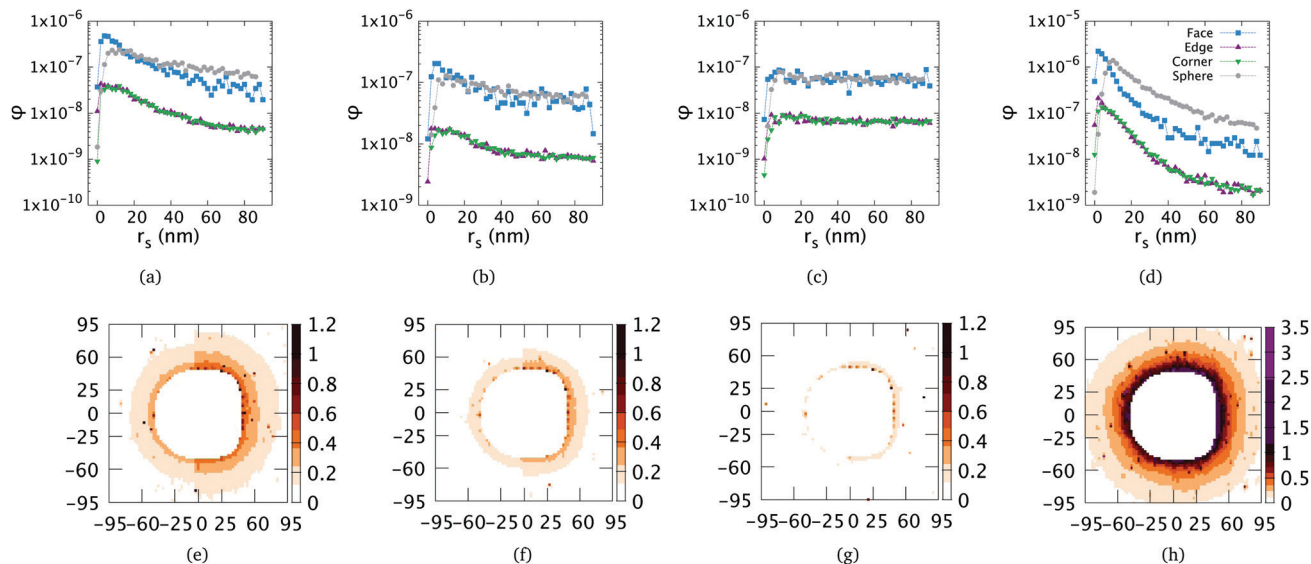 1x10⁻⁶
1x10⁻⁷
1x10⁻⁸
1x10⁻⁹
1x10⁻¹⁰
φ
0 20 40 60 80
r_s (nm)
(a)
1x10⁻⁶
1x10⁻⁷
1x10⁻⁸
1x10⁻⁹
φ
0 20 40 60 80
r_s (nm)
(b)
1x10⁻⁶
1x10⁻⁷
1x10⁻⁸
1x10⁻⁹
1x10⁻¹⁰
φ
0 20 40 60 80
r_s (nm)
(c)
1x10⁻⁵
1x10⁻⁶
1x10⁻⁷
1x10⁻⁸
1x10⁻⁹
φ
Face
Edge
Corner
Sphere
0 20 40 60 80
r_s (nm)
(d)
95
60
25
0
−25
−60
−95
−95−60−25 0 25 60 95
1.2
1
0.8
0.6
0.4
0.2
0
(e)
95
60
25
0
−25
−60
−95
−95−60−25 0 25 60 95
1.2
1
0.8
0.6
0.4
0.2
0
(f)
95
60
25
0
−25
−60
−95
−95−60−25 0 25 60 95
1.2
1
0.8
0.6
0.4
0.2
0
(g)
95
60
25
0
−25
−60
−95
−95−60−25 0 25 60 95
3.5
3
2.5
2
1.5
1
0.5
0
(h)